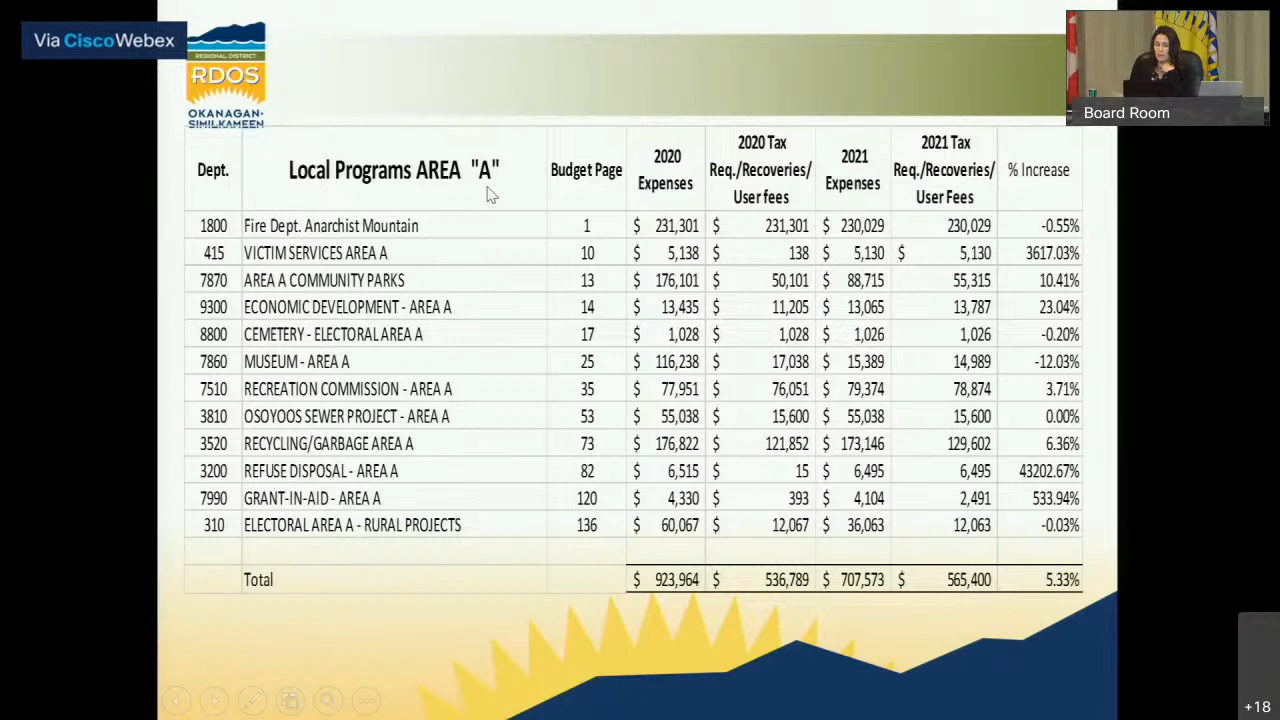 Via Cisco Webex
REGIONAL DISTRICT
RDOS
OKANAGAN-
SIMILKAMEEN
Board Room
Dept. Local Programs AREA "A" Budget Page 2020 Expenses 2020 Tax Req./Recoveries/ User fees 2021 Expenses 2021 Tax Req./Recoveries/ User Fees % Increase
1800 Fire Dept. Anarchist Mountain 1 $ 231,301 $ 231,301 $ 230,029 230,029 -0.55%
415 VICTIM SERVICES AREA A 10 $ 5,138 $ 138 $ 5,130 $ 5,130 3617.03%
7870 AREA A COMMUNITY PARKS 13 $ 176,101 $ 50,101 $ 88,715 55,315 10.41%
9300 ECONOMIC DEVELOPMENT - AREA A 14 $ 13,435 $ 11,205 $ 13,065 13,787 23.04%
8800 CEMETERY - ELECTORAL AREA A 17 $ 1,028 $ 1,028 $ 1,026 1,026 -0.20%
7860 MUSEUM - AREA A 25 $ 116,238 $ 17,038 $ 15,389 14,989 -12.03%
7510 RECREATION COMMISSION - AREA A 35 $ 77,951 $ 76,051 $ 79,374 78,874 3.71%
3810 OSOYOOS SEWER PROJECT - AREA A 53 $ 55,038 $ 15,600 $ 55,038 15,600 0.00%
3520 RECYCLING/GARBAGE AREA A 73 $ 176,822 $ 121,852 $ 173,146 129,602 6.36%
3200 REFUSE DISPOSAL - AREA A 82 $ 6,515 $ 15 $ 6,495 6,495 43202.67%
7990 GRANT-IN-AID - AREA A 120 $ 4,330 $ 393 $ 4,104 2,491 533.94%
310 ELECTORAL AREA A - RURAL PROJECTS 136 $ 60,067 $ 12,067 $ 36,063 12,063 -0.03%
Total $ 923,964 $ 536,789 $ 707,573 $ 565,400 5.33%
+18